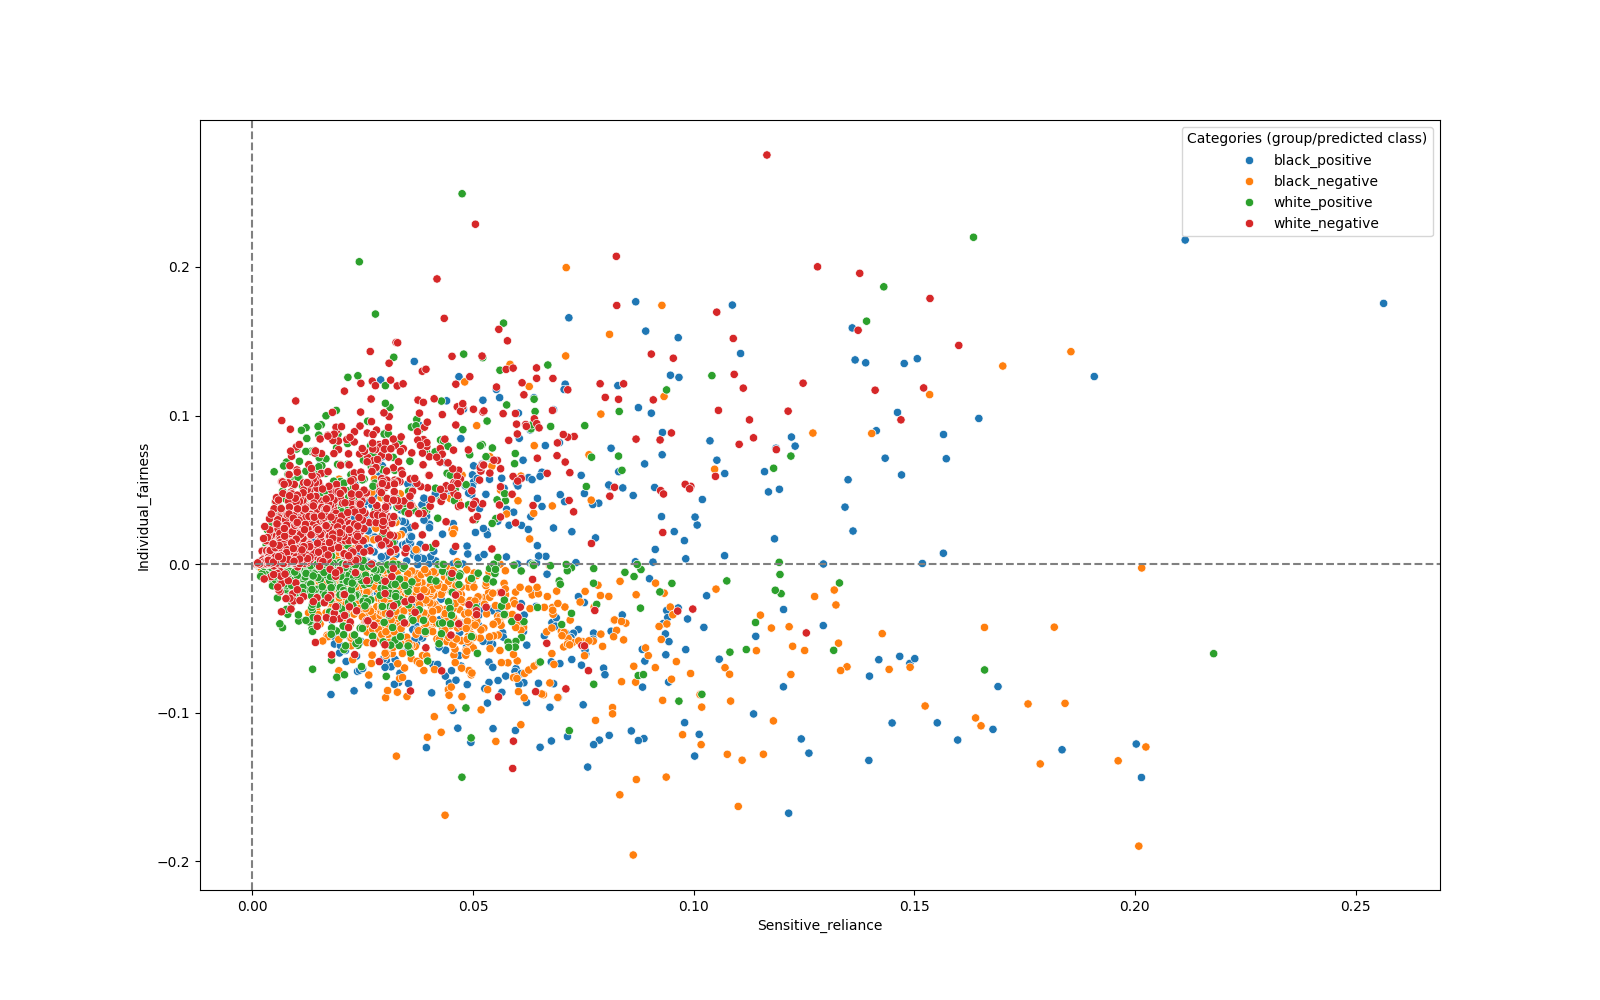 Categories (group/predicted class)
black_positive
black_negative
white_positive
white_negative
Individual_fairness
0.2
0.1
0.0
−0.1
−0.2
0.00
0.05
0.10
0.15
0.20
0.25
Sensitive_reliance